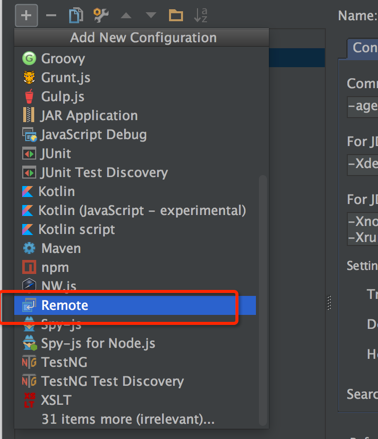 Name:
Add New Configuration
Groovy
Grunt.js
Gulp.js
JAR Application
JavaScript Debug
JUnit
JUnit Test Discovery
Kotlin
Kotlin (JavaScript - experimental)
Kotlin script
Maven
npm
NW.js
Remote
Spy-js
Spy-js for Node.js
TestNG
TestNG Test Discovery
XSLT
31 items more (irrelevant)...
Con
Comm
-age
For JI
-Xde
For JI
-Xno
-Xru
Settin
Tr
De
Ho
Searc